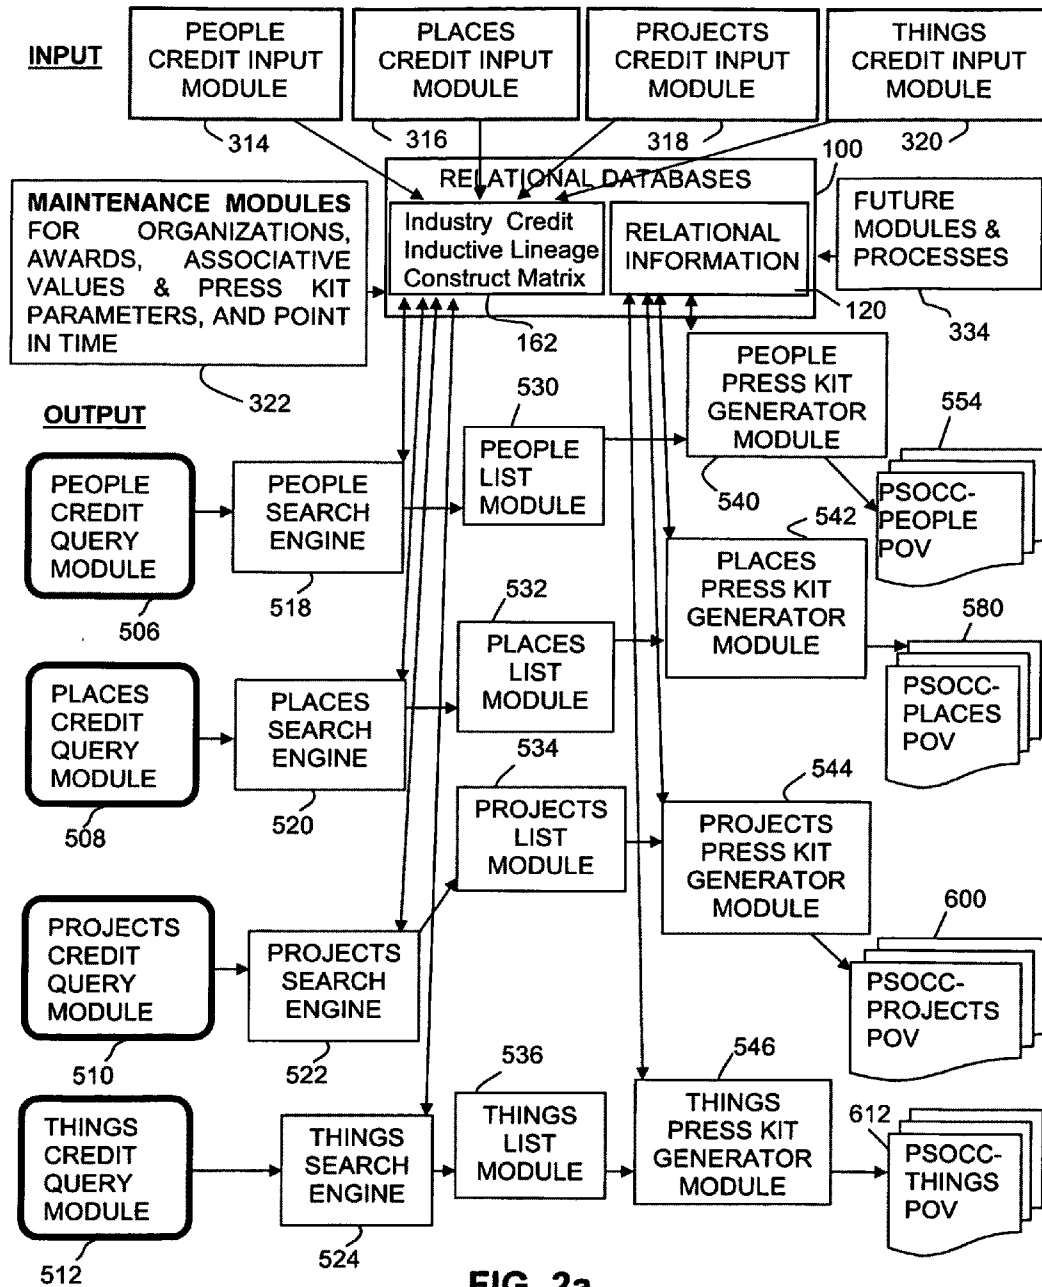 INPUT
PEOPLE
CREDIT INPUT
MODULE
314
PLACES
CREDIT INPUT
MODULE
316
PROJECTS
CREDIT INPUT
MODULE
318
THINGS
CREDIT INPUT
MODULE
320
100
RELATIONAL DATABASES
Industry Credit
Inductive Lineage
Construct Matrix
162
RELATIONAL
INFORMATION
120
MAINTENANCE MODULES
FOR ORGANIZATIONS,
AWARDS, ASSOCIATIVE
VALUES & PRESS KIT
PARAMETERS, AND POINT
IN TIME
322
FUTURE
MODULES &
PROCESSES
334
OUTPUT
PEOPLE
CREDIT
QUERY
MODULE
506
PEOPLE
SEARCH
ENGINE
518
530
PEOPLE
LIST
MODULE
PEOPLE
PRESS KIT
GENERATOR
MODULE
540
554
PSOCC-
PEOPLE
POV
PLACES
CREDIT
QUERY
MODULE
508
PLACES
SEARCH
ENGINE
520
532
PLACES
LIST
MODULE
542
PLACES
PRESS KIT
GENERATOR
MODULE
580
PSOCC-
PLACES
POV
PROJECTS
CREDIT
QUERY
MODULE
510
PROJECTS
SEARCH
ENGINE
522
534
PROJECTS
LIST
MODULE
544
PROJECTS
PRESS KIT
GENERATOR
MODULE
600
PSOCC-
PROJECTS
POV
THINGS
CREDIT
QUERY
MODULE
512
THINGS
SEARCH
ENGINE
524
536
THINGS
LIST
MODULE
546
THINGS
PRESS KIT
GENERATOR
MODULE
612
PSOCC-
THINGS
POV
FIG. 2a